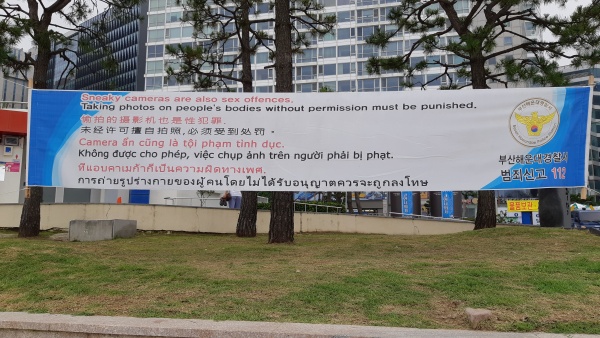 Sneaky cameras are also sex offences.
Taking photos on people's bodies without permission must be punished.
偷拍的摄影机也是性犯罪.
未经许可擅自拍照,必须受到处罚.
Camera ẩn cũng là tội phạm tình dục.
Không được cho phép, việc chụp ảnh trên người phải bị phạt.
ที่แอบคาเมก้าก็เป็นความผิดทางเพศ.
การถ่ายรูปร่างกายของผู้คนโดยไม่ได้รับอนุญาตควรจะถูกลงโทษ
부산해운대경찰서
범죄신고 112
물품보관